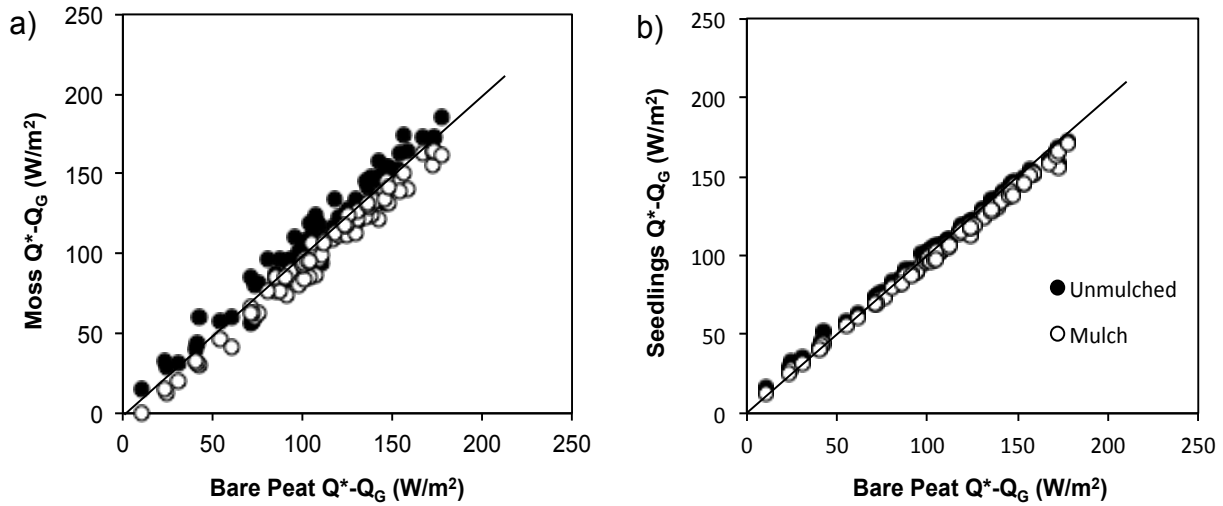 a)
250
200
150
100
50
0
0 50 100 150 200 250
Moss Q*-QG (W/m²)
Bare Peat Q*-QG (W/m²)
b)
250
200
150
100
50
0
0 50 100 150 200 250
Seedlings Q*-QG (W/m²)
Bare Peat Q*-QG (W/m²)
Unmulched
Mulch